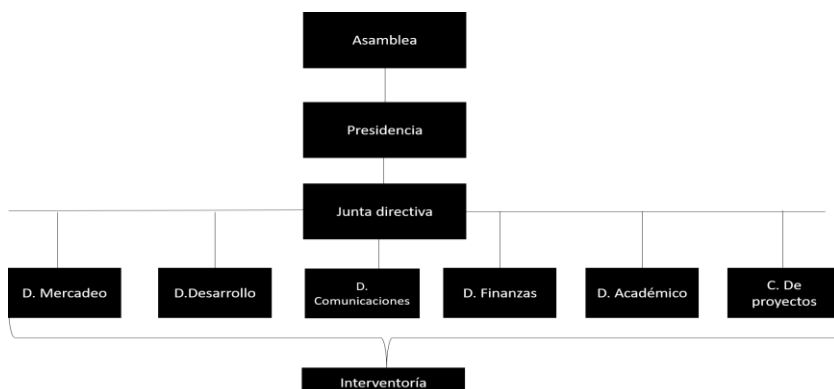 Asamblea
Presidencia
Junta directiva
D. Mercadeo
D.Desarrollo
D.
Comunicaciones
D. Finanzas
D. Académico
C. De
proyectos
Interventoría